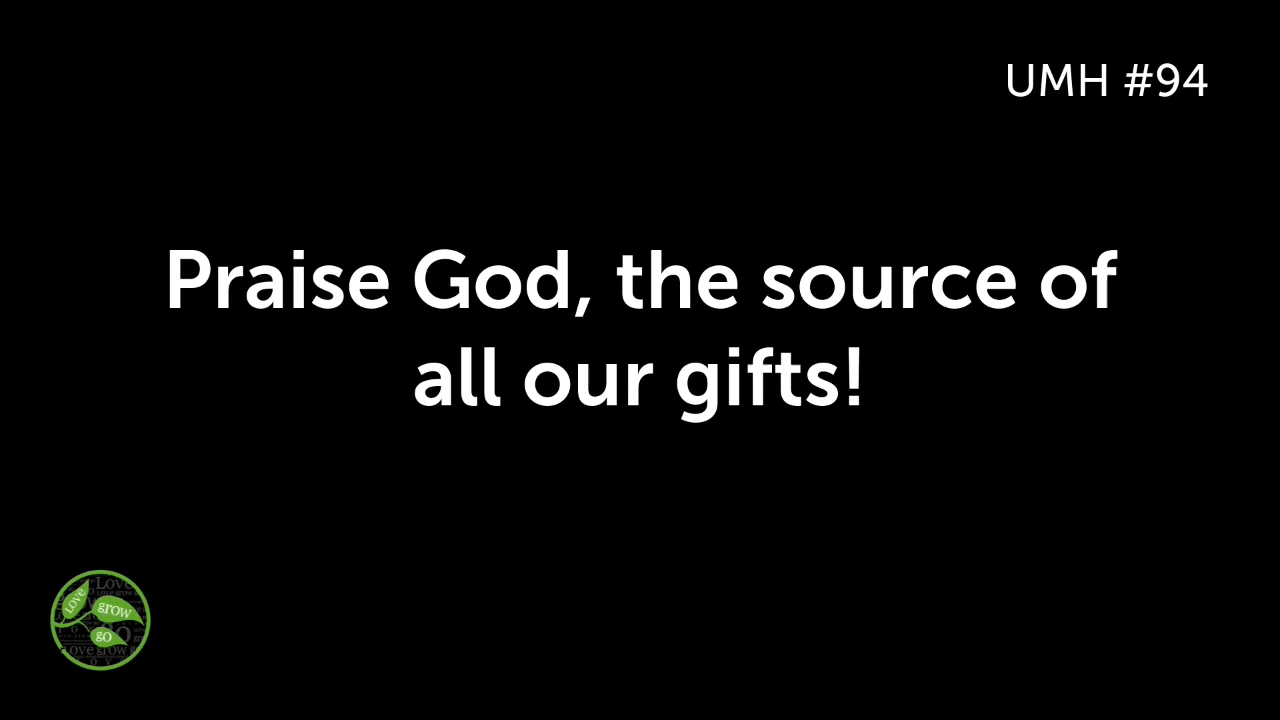 UMH #94
Praise God, the source of
all our gifts!
Love
grow
go